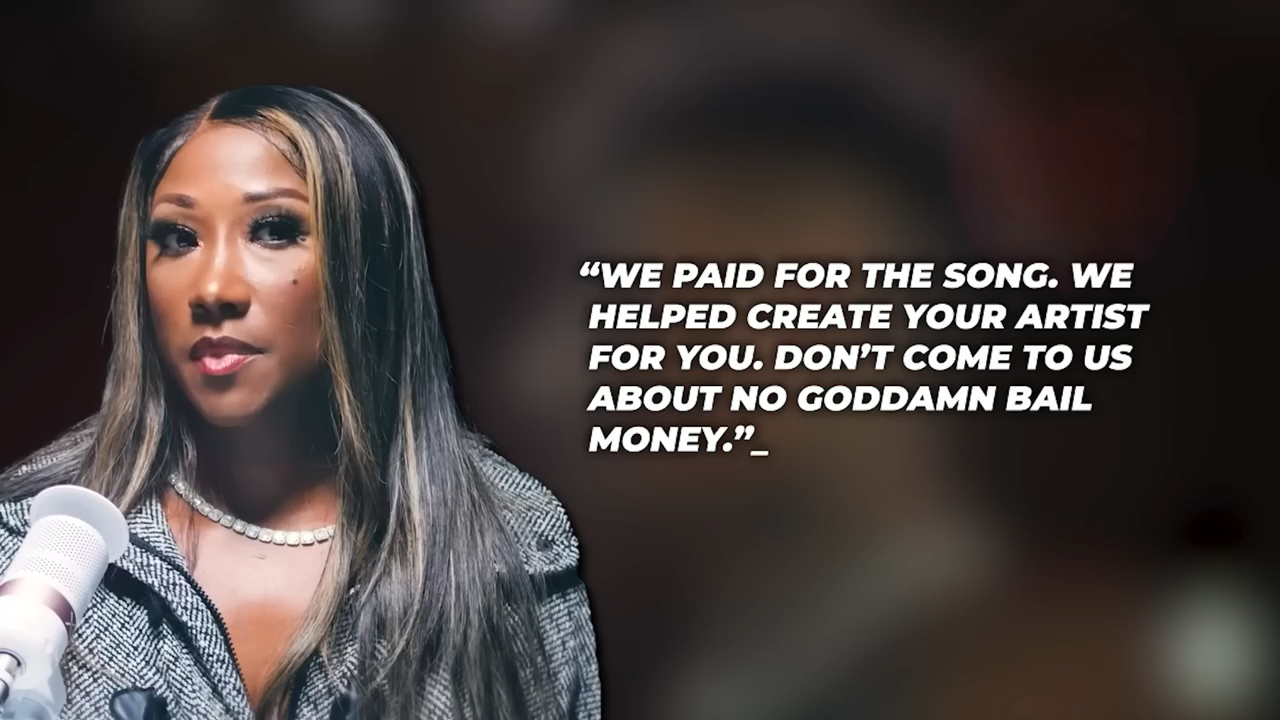 “WE PAID FOR THE SONG. WE
HELPED CREATE YOUR ARTIST
FOR YOU. DON’T COME TO US
ABOUT NO GODDAMN BAIL
MONEY.”_